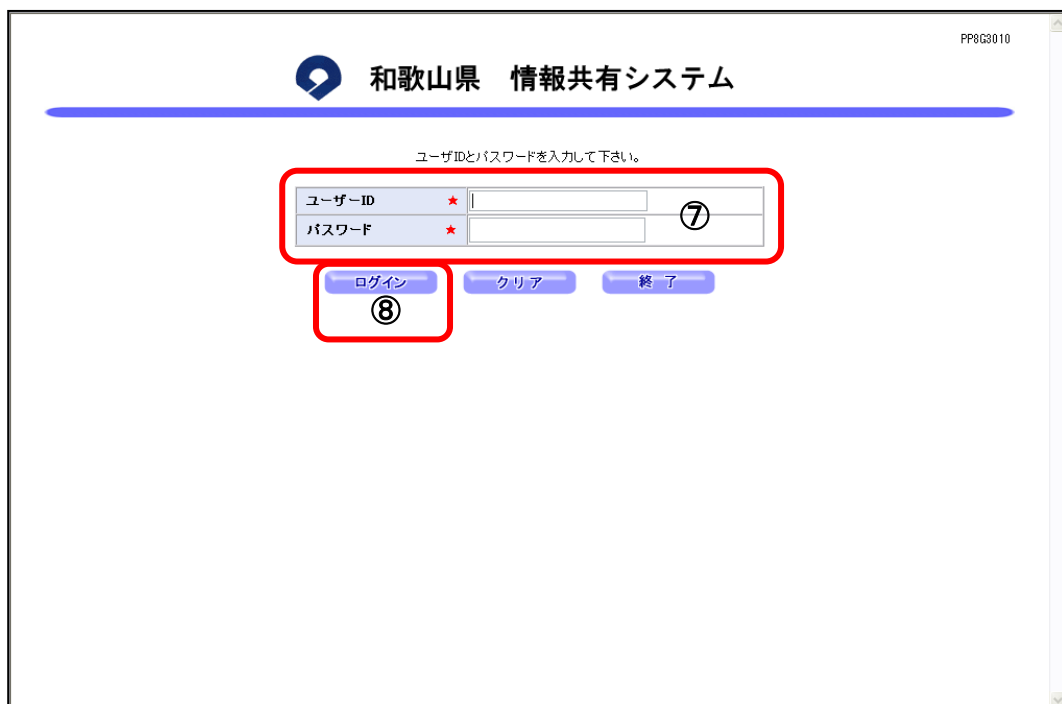 PP8G3010
和歌山県 情報共有システム
ユーザIDとパスワードを入力して下さい。
ユーザーID ★
⑦
パスワード ★
ログイン クリア 終 了
⑧